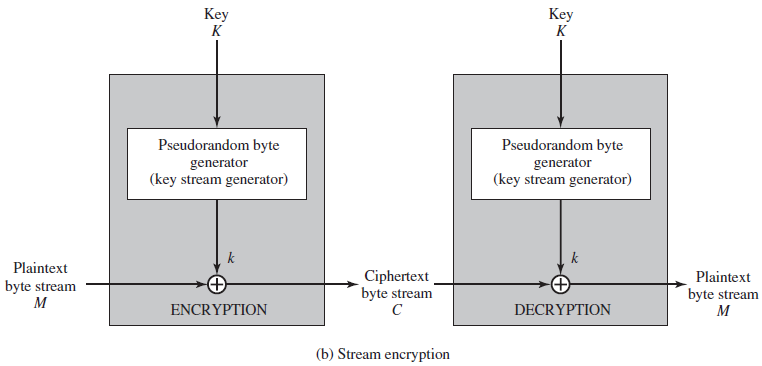 Key
K
Pseudorandom byte
generator
(key stream generator)
k
Plaintext
byte stream
M
ENCRYPTION
Ciphertext
byte stream
C
Key
K
Pseudorandom byte
generator
(key stream generator)
k
DECRYPTION
Plaintext
byte stream
M
(b) Stream encryption